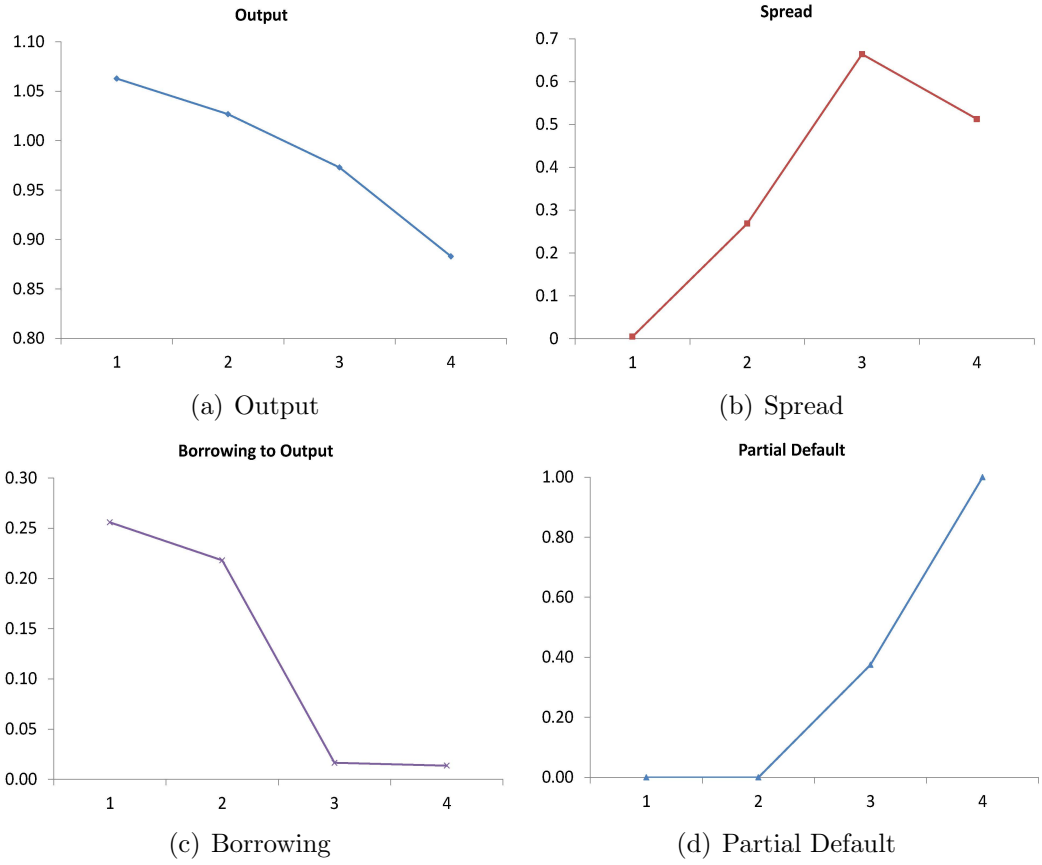 Output
1.10
1.05
1.00
0.95
0.90
0.85
0.80
1 2 3 4
(a) Output
Spread
0.7
0.6
0.5
0.4
0.3
0.2
0.1
0
1 2 3 4
(b) Spread
Borrowing to Output
0.30
0.25
0.20
0.15
0.10
0.05
0.00
1 2 3 4
(c) Borrowing
Partial Default
1.00
0.80
0.60
0.40
0.20
0.00
1 2 3 4
(d) Partial Default